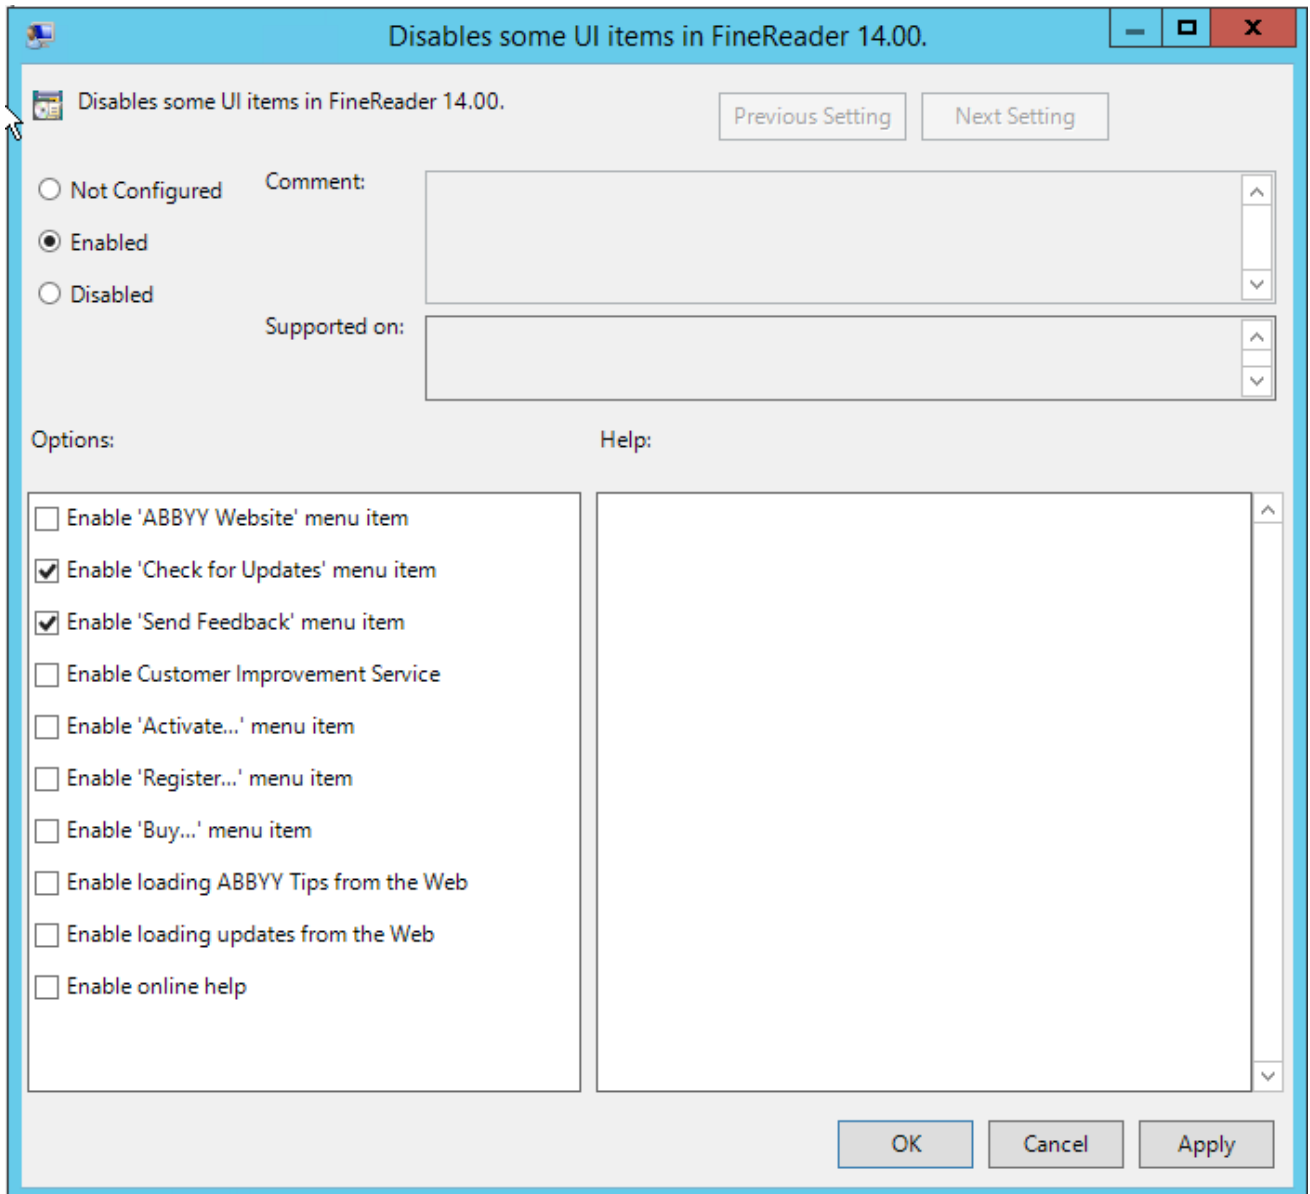 Disables some UI items in FineReader 14.00.
Disables some UI items in FineReader 14.00.
Previous Setting
Next Setting
Not Configured
Comment:
Enabled
Disabled
Supported on:
Options:
Help:
Enable 'ABBYY Website' menu item
Enable 'Check for Updates' menu item
Enable 'Send Feedback' menu item
Enable Customer Improvement Service
Enable 'Activate...' menu item
Enable 'Register...' menu item
Enable 'Buy...' menu item
Enable loading ABBYY Tips from the Web
Enable loading updates from the Web
Enable online help
OK
Cancel
Apply